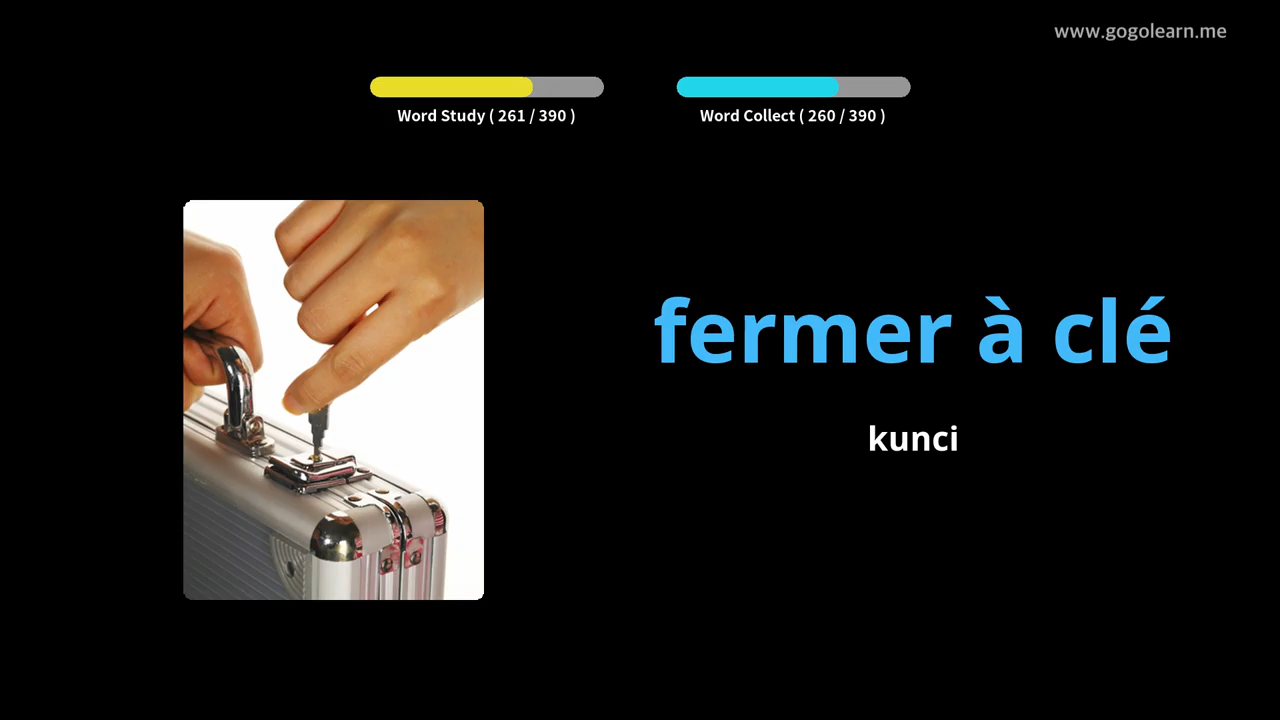 www.gogolearn.me
Word Study ( 261 / 390 )
Word Collect ( 260 / 390 )
fermer à clé
kunci